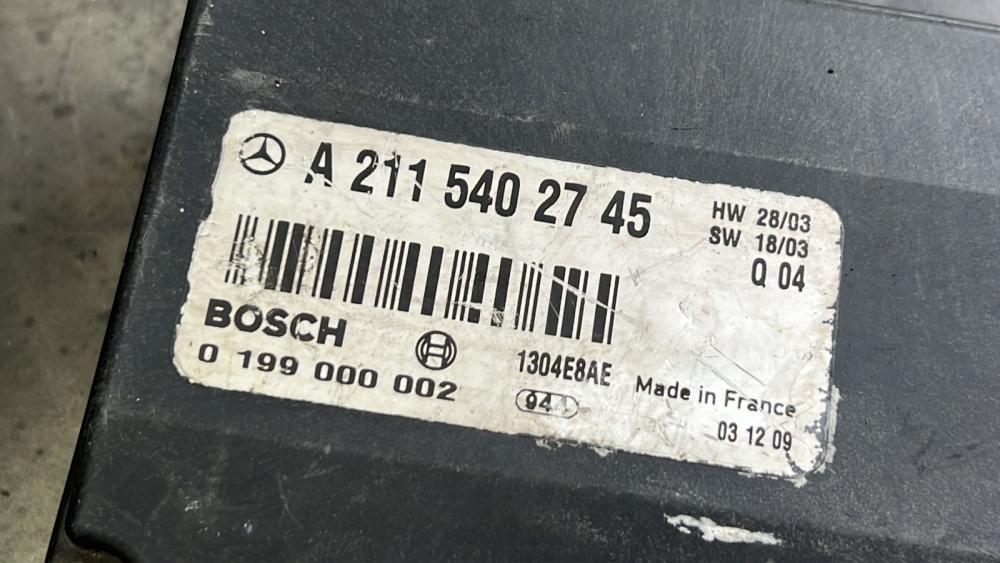 A 211 540 27 45
HW 28/03
SW 18/03
Q 04
BOSCH
0 199 000 002
1304E8AE
Made in France
03 12 09